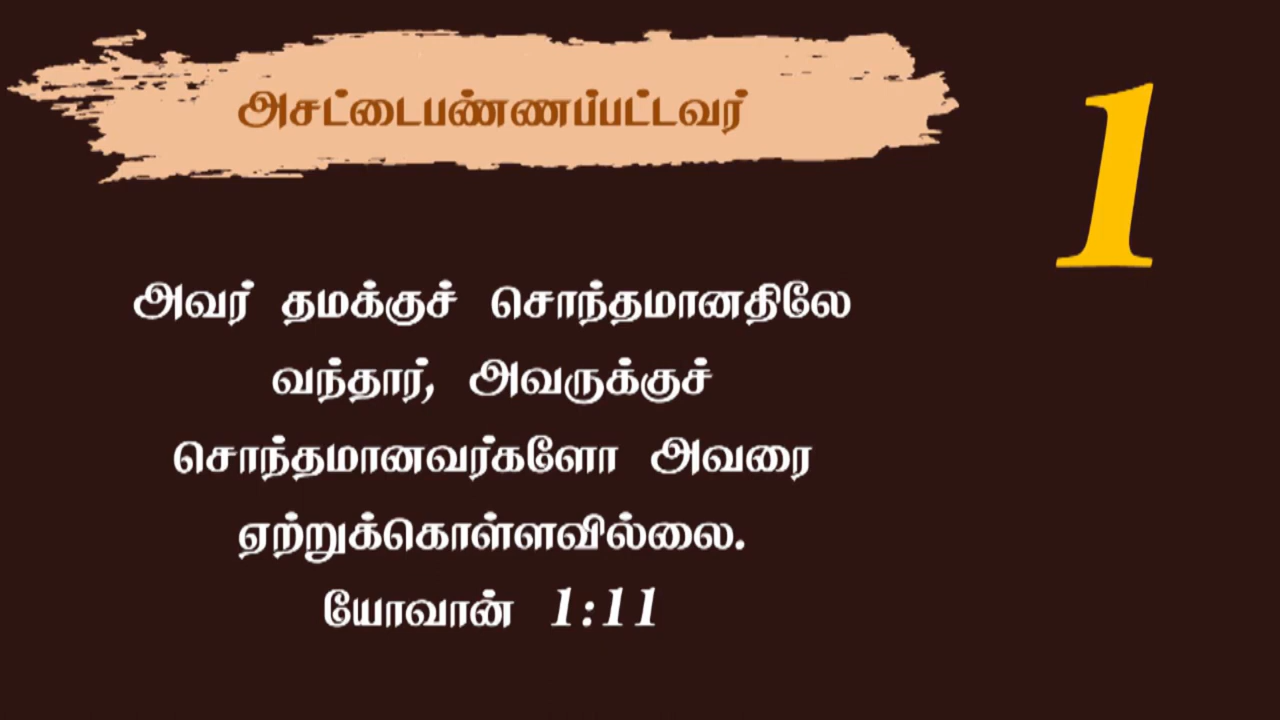 அசட்டைபண்ணப்பட்டவர்
1
அவர் தமக்குச் சொந்தமானதிலே
வந்தார், அவருக்குச்
சொந்தமானவர்களோ அவரை
ஏற்றுக்கொள்ளவில்லை.
யோவான் 1:11